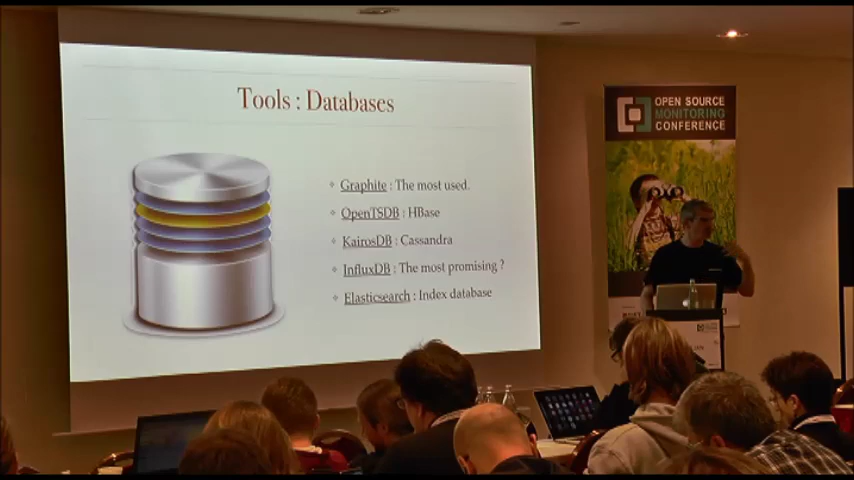 Tools : Databases
Graphite : The most used.
OpenTSDB : HBase
KairosDB : Cassandra
InfluxDB : The most promising ?
Elasticsearch : Index database
OPEN SOURCE
MONITORING
CONFERENCE